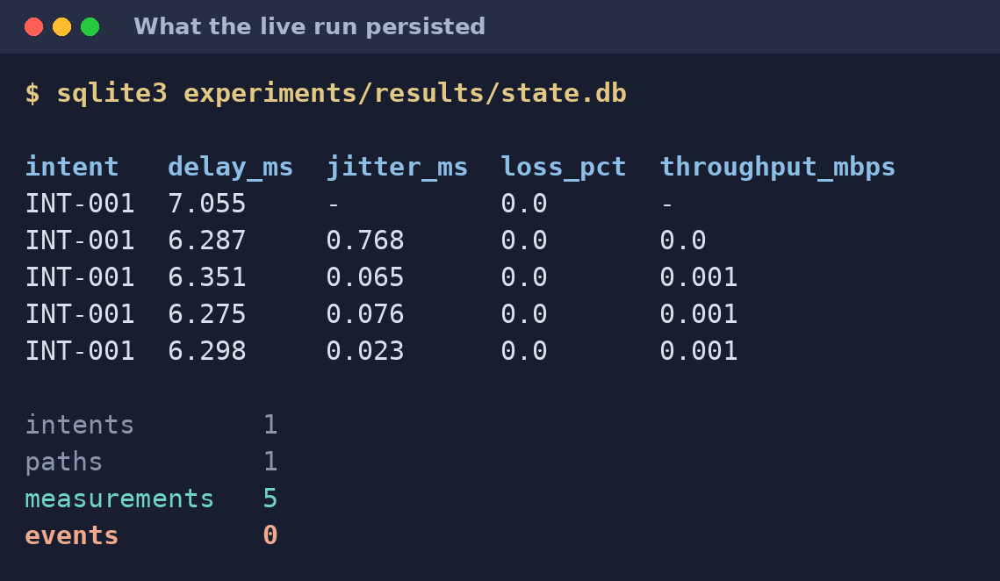 What the live run persisted
$ sqlite3 experiments/results/state.db
intent delay_ms jitter_ms loss_pct throughput_mbps
INT-001 7.055 - 0.0 -
INT-001 6.287 0.768 0.0 0.0
INT-001 6.351 0.065 0.0 0.001
INT-001 6.275 0.076 0.0 0.001
INT-001 6.298 0.023 0.0 0.001
intents 1
paths 1
measurements 5
events 0